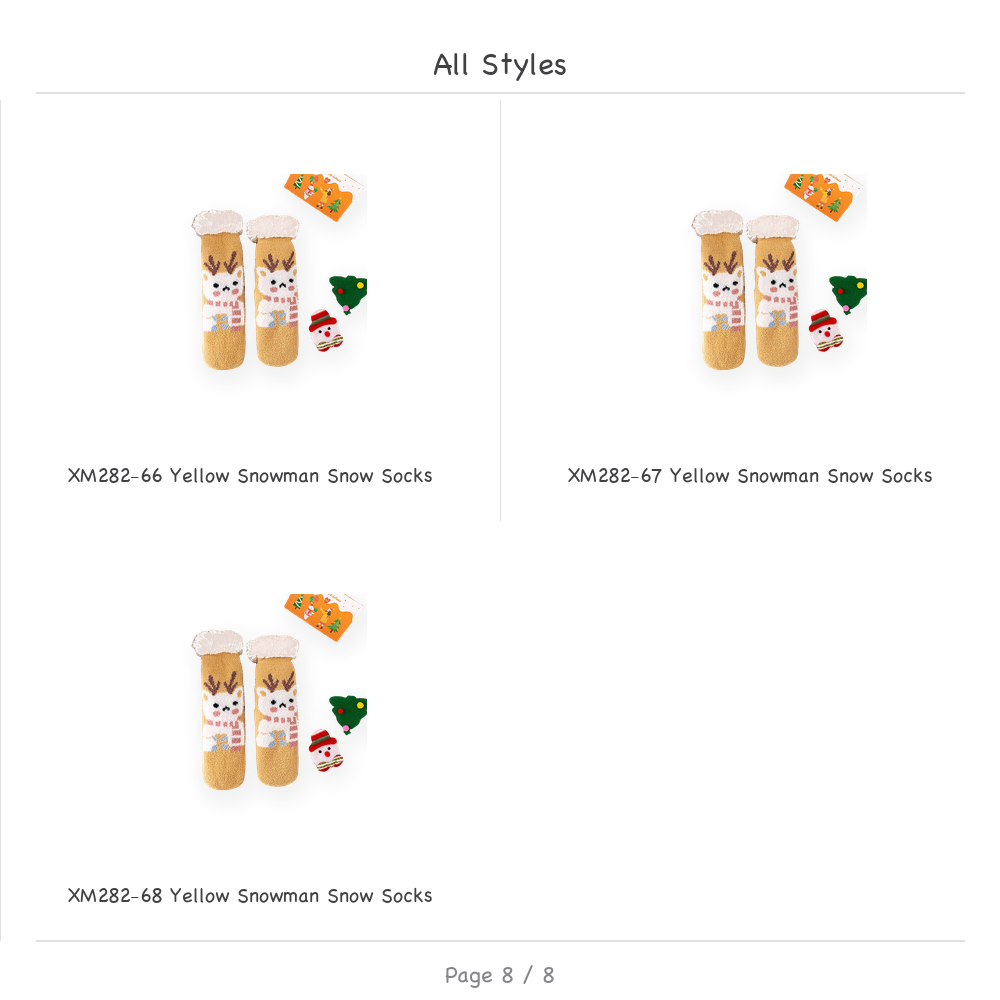 All Styles
XM282-66 Yellow Snowman Snow Socks
XM282-67 Yellow Snowman Snow Socks
XM282-68 Yellow Snowman Snow Socks
Page 8 / 8